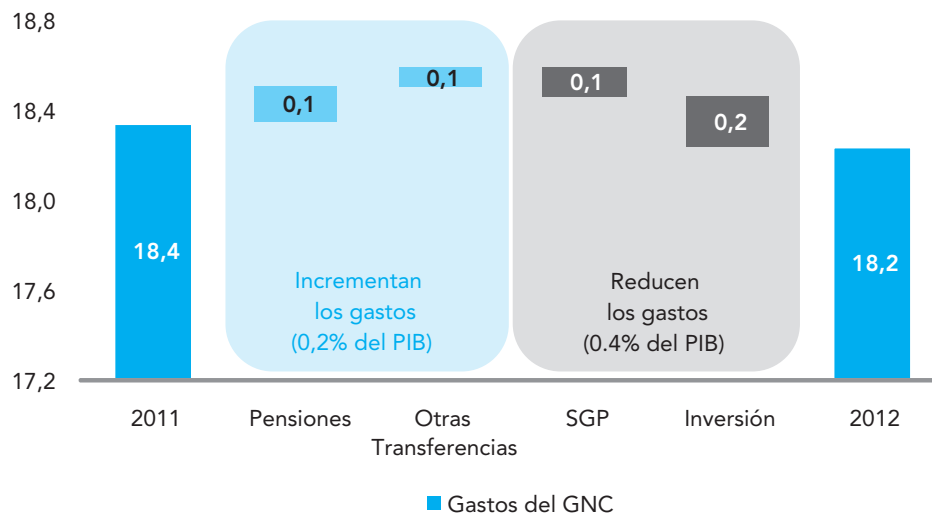 18,8
18,4
18,0
17,6
17,2
18,4
0,1
0,1
0,1
0,2
18,2
Incrementan
los gastos
(0,2% del PIB)
Reducen
los gastos
(0.4% del PIB)
2011
Pensiones
Otras
Transferencias
SGP
Inversión
2012
Gastos del GNC